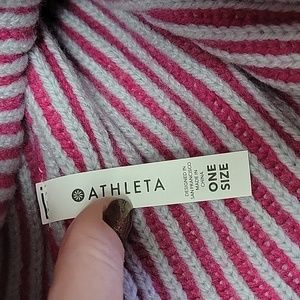 ATHLETA
DESIGNED IN
SAN FRANCISCO
MADE IN
CHINA
ONE
SIZE